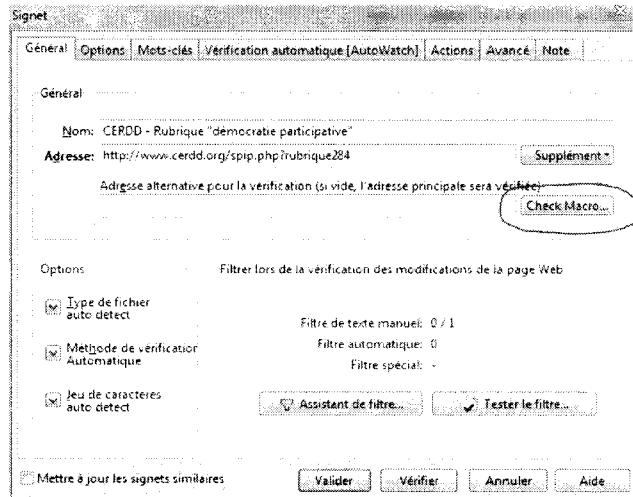 Signet
Général Options Mots-clés Vérification automatique [AutoWatch] Actions Avancé Note
Général
Nom: CERDD - Rubrique "démocratie participative"
Adresse: http://www.cerdd.org/spip.php?rubrique284 Supplément
Adresse alternative pour la vérification (si vide, l'adresse principale sera vérifiée)
Check Macro...
Options Filtrer lors de la vérification des modifications de la page Web
Type de fichier
auto detect
Filtre de texte manuel: 0 / 1
Filtre automatique: 0
Méthode de vérification
Automatique
Filtre spécial: -
Jeu de caractères
auto detect
Assistant de filtre... Tester le filtre...
Mettre à jour les signets similaires Valider Vérifier Annuler Aide